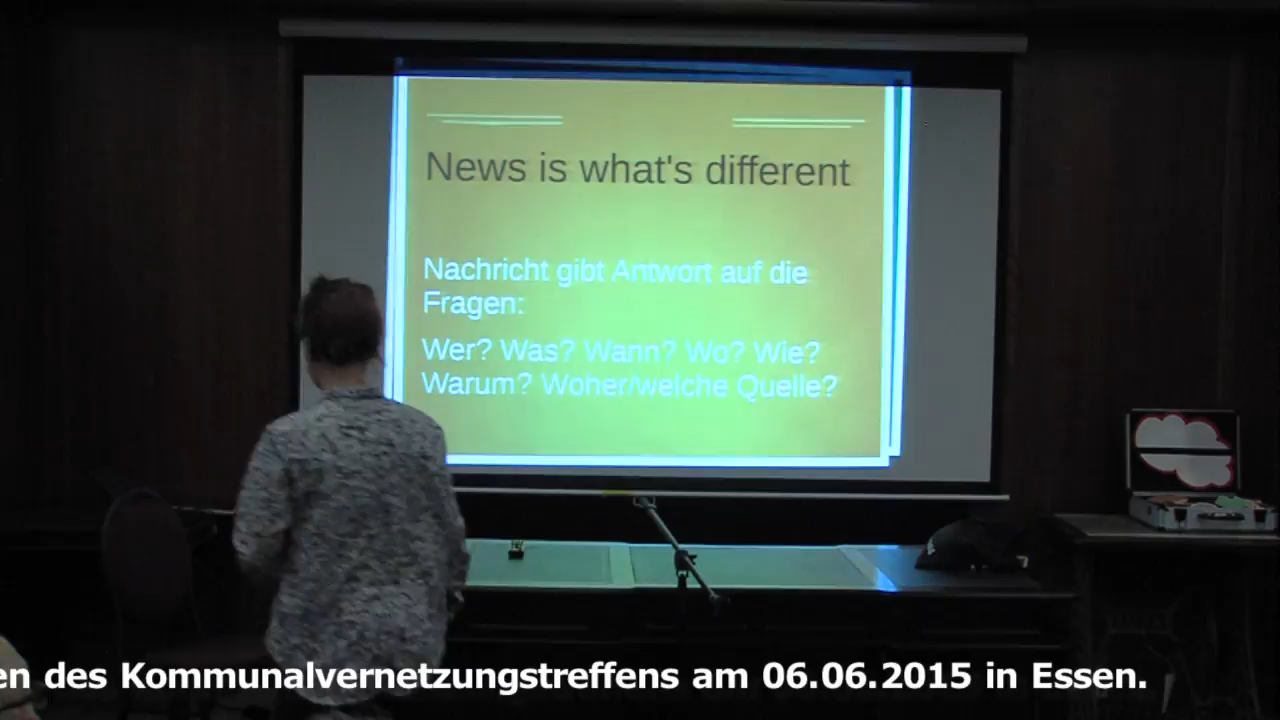 News is what's different
Nachricht gibt Antwort auf die
Fragen:
Wer? Was? Wann? Wo? Wie?
Warum? Woher/welche Quelle?
en des Kommunalvernetzungstreffens am 06.06.2015 in Essen.